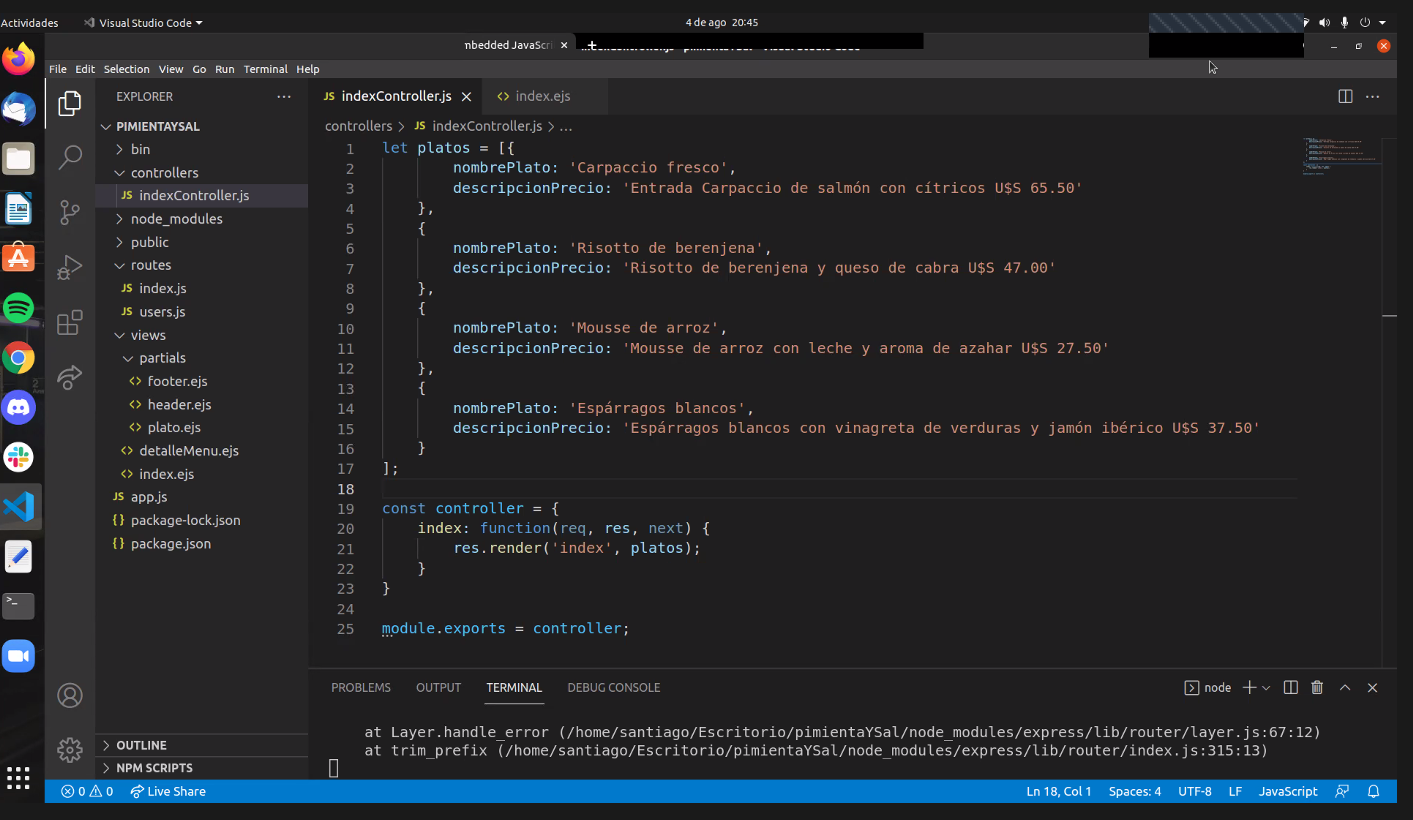 Actividades
Visual Studio Code
4 de ago 20:45
File Edit Selection View Go Run Terminal Help
EXPLORER
PIMIENTAYSAL
bin
controllers
JS indexController.js
node_modules
public
routes
JS index.js
JS users.js
views
partials
<> footer.ejs
<> header.ejs
<> plato.ejs
<> detalleMenu.ejs
<> index.ejs
JS app.js
{} package-lock.json
{} package.json
OUTLINE
NPM SCRIPTS
JS indexController.js
<> index.ejs
controllers > JS indexController.js > ...
1 let platos = [{
2 nombrePlato: 'Carpaccio fresco',
3 descripcionPrecio: 'Entrada Carpaccio de salmón con cítricos U$S 65.50'
4 },
5 {
6 nombrePlato: 'Risotto de berenjena',
7 descripcionPrecio: 'Risotto de berenjena y queso de cabra U$S 47.00'
8 },
9 {
10 nombrePlato: 'Mousse de arroz',
11 descripcionPrecio: 'Mousse de arroz con leche y aroma de azahar U$S 27.50'
12 },
13 {
14 nombrePlato: 'Espárragos blancos',
15 descripcionPrecio: 'Espárragos blancos con vinagreta de verduras y jamón ibérico U$S 37.50'
16 }
17 ];
18
19 const controller = {
20 index: function(req, res, next) {
21 res.render('index', platos);
22 }
23 }
24
25 module.exports = controller;
PROBLEMS OUTPUT TERMINAL DEBUG CONSOLE
node
at Layer.handle_error (/home/santiago/Escritorio/pimientaYSal/node_modules/express/lib/router/layer.js:67:12)
at trim_prefix (/home/santiago/Escritorio/pimientaYSal/node_modules/express/lib/router/index.js:315:13)
0 0 Live Share
Ln 18, Col 1 Spaces: 4 UTF-8 LF JavaScript